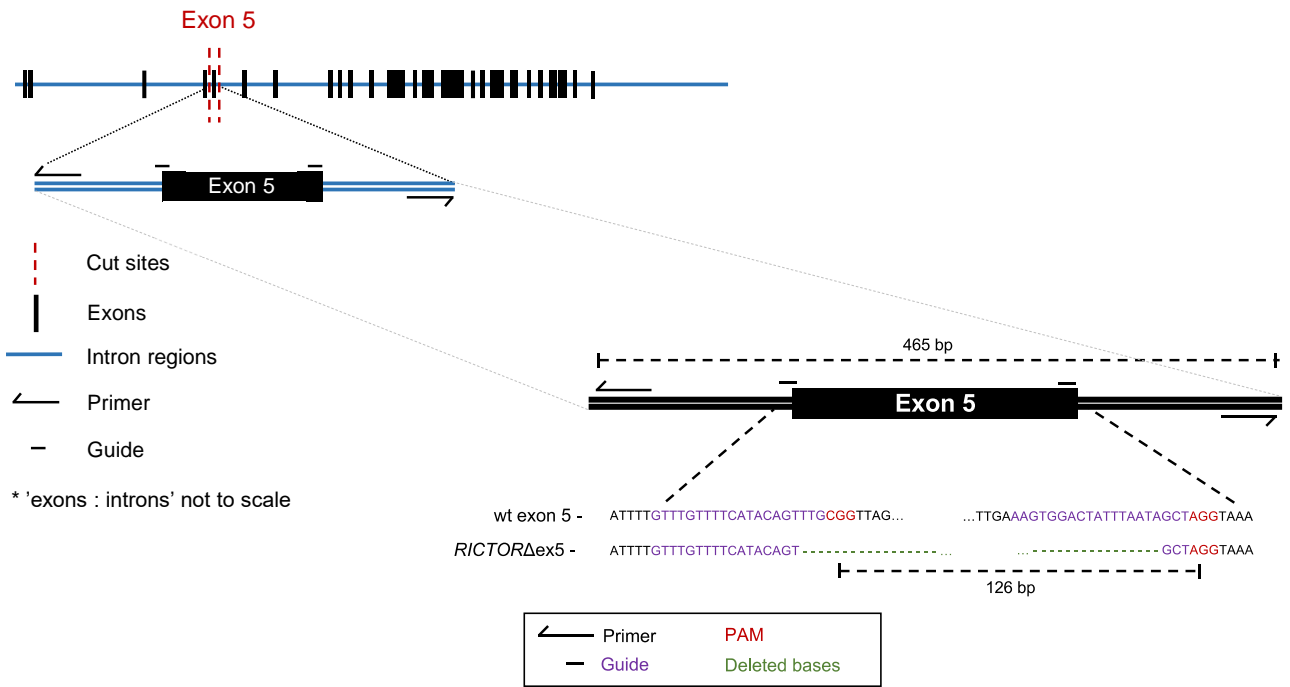 Exon 5
Exon 5
Cut sites
Exons
Intron regions
Primer
Guide
* 'exons : introns' not to scale
465 bp
Exon 5
wt exon 5 - ATTTTGTTTGTTTTCATACAGTTTGCGGTTAG... ...TTGAAAGTGGACTATTTAATAGCTAGGTAAA
RICTORΔex5 - ATTTTGTTTGTTTTCATACAGT--------------------... ...--------------------GCTAGGTAAA
126 bp
Primer PAM
Guide Deleted bases